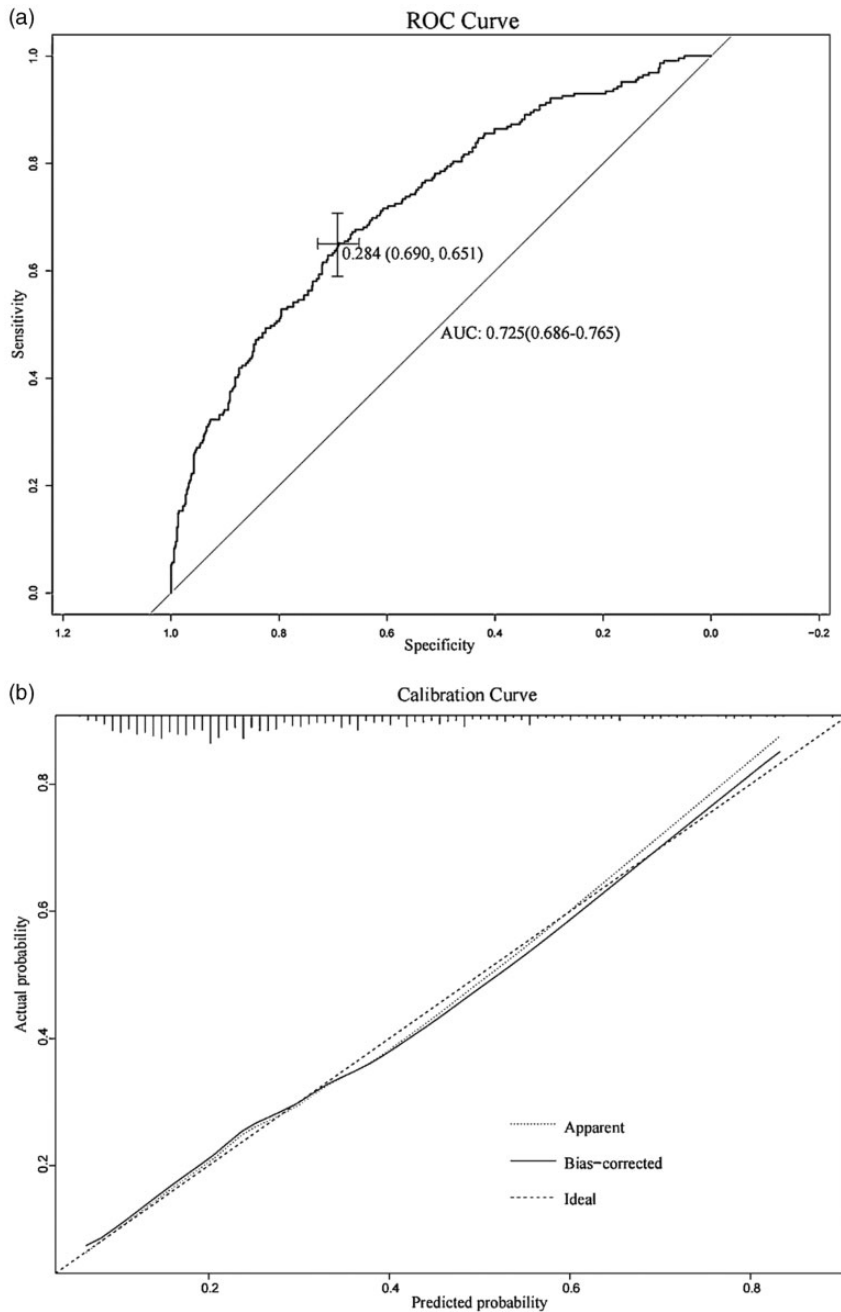 (a)
ROC Curve
1.0
0.8
0.6
0.4
0.2
0.0
Sensitivity
0.284 (0.690, 0.651)
AUC: 0.725(0.686-0.765)
1.2 1.0 0.8 0.6 0.4 0.2 0.0 −0.2
Specificity
(b)
Calibration Curve
0.8
0.6
0.4
0.2
Actual probability
Apparent
Bias−corrected
Ideal
0.2 0.4 0.6 0.8
Predicted probability